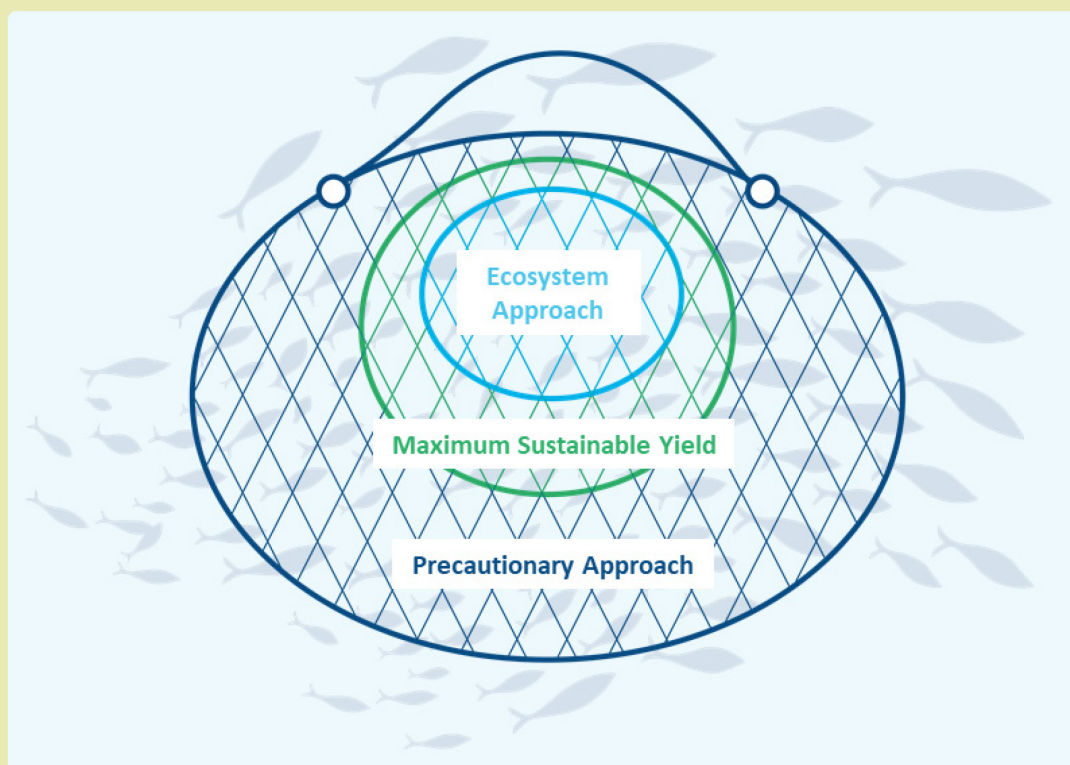 Ecosystem
Approach
Maximum Sustainable Yield
Precautionary Approach